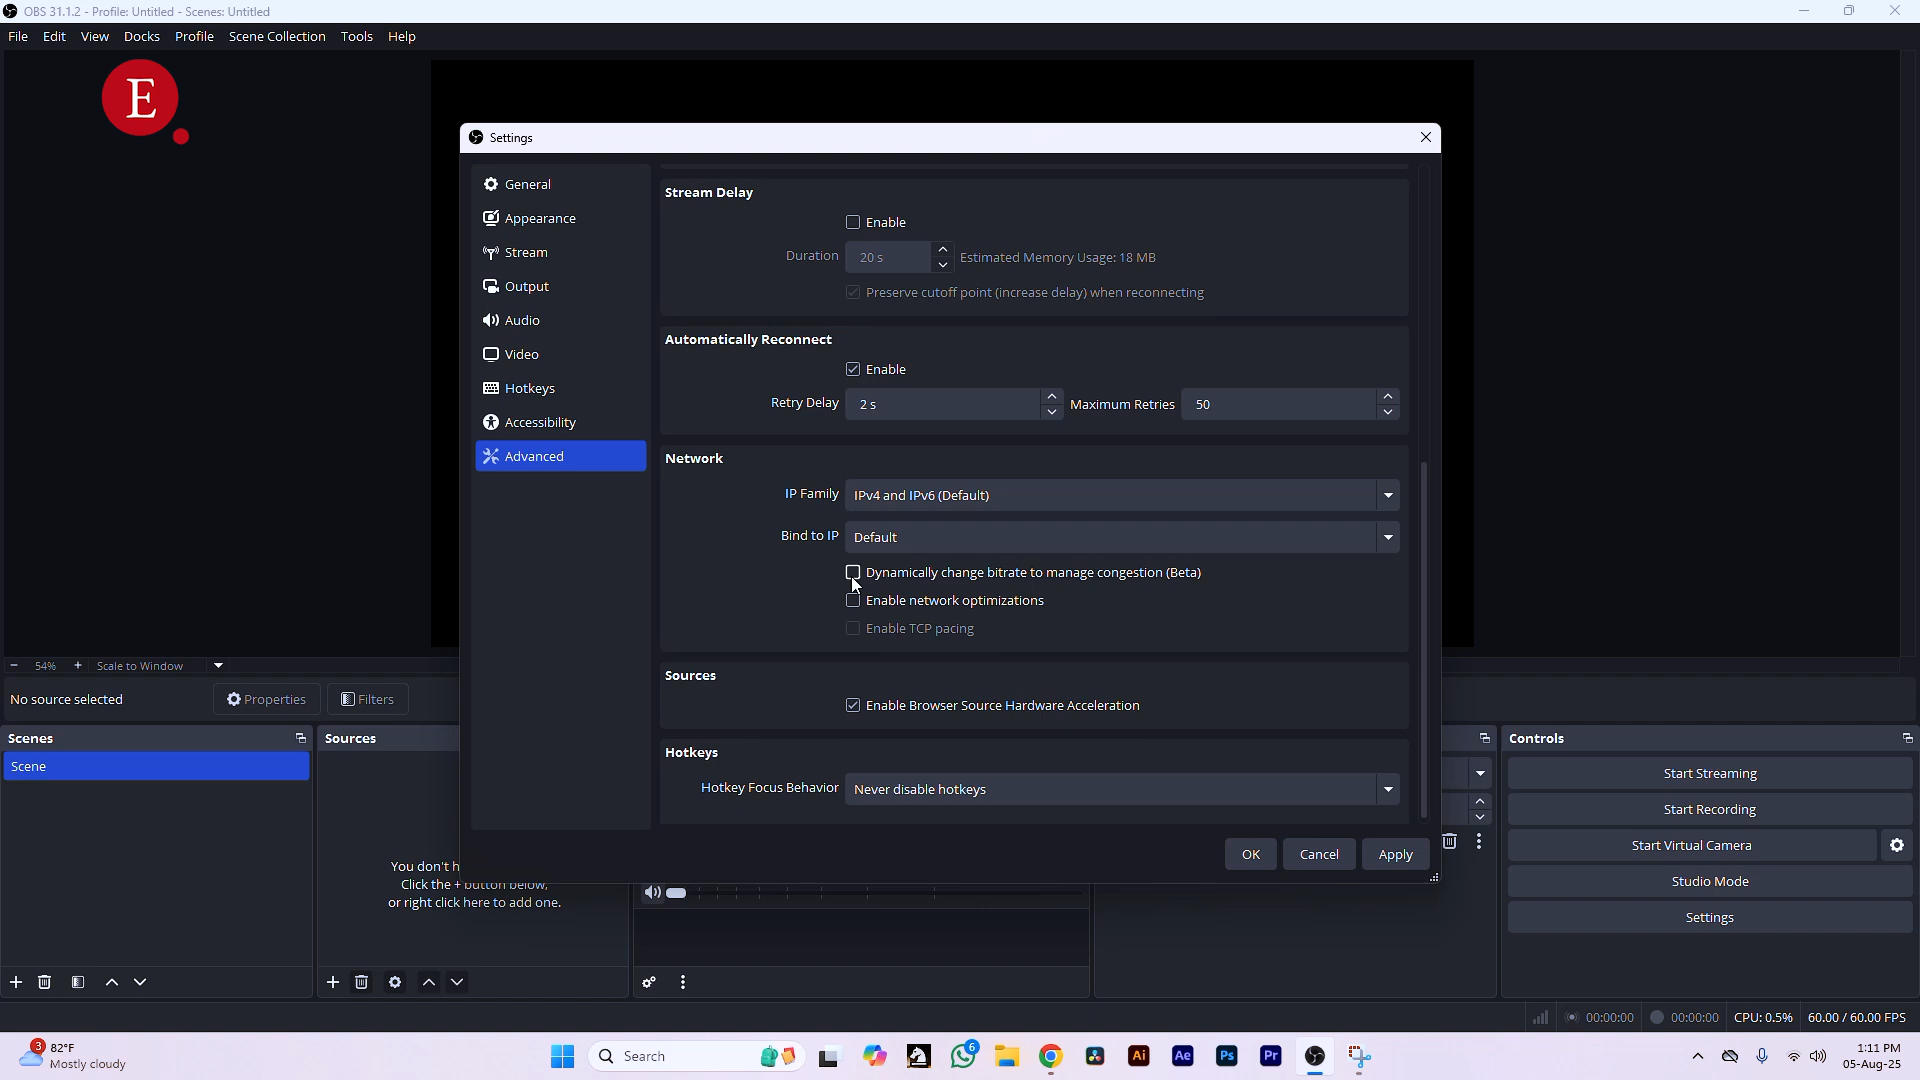 OBS 31.1.2 - Profile: Untitled - Scenes: Untitled
File Edit View Docks Profile Scene Collection Tools Help
E
Settings
General
Appearance
Stream
Output
Audio
Video
Hotkeys
Accessibility
Advanced
Stream Delay
Enable
Duration 20 s Estimated Memory Usage: 18 MB
Preserve cutoff point (increase delay) when reconnecting
Automatically Reconnect
Enable
Retry Delay 2 s Maximum Retries 50
Network
IP Family IPv4 and IPv6 (Default)
Bind to IP Default
Dynamically change bitrate to manage congestion (Beta)
Enable network optimizations
Enable TCP pacing
Sources
Enable Browser Source Hardware Acceleration
Hotkeys
Hotkey Focus Behavior Never disable hotkeys
OK Cancel Apply
54% Scale to Window
No source selected Properties Filters
Scenes
Scene
Sources
You don't h
Click the + button below,
or right click here to add one.
Controls
Start Streaming
Start Recording
Start Virtual Camera
Studio Mode
Settings
00:00:00 00:00:00 CPU: 0.5% 60.00 / 60.00 FPS
3 82°F
Mostly cloudy
Search
6
Ai Ae Ps Pr
1:11 PM
05-Aug-25